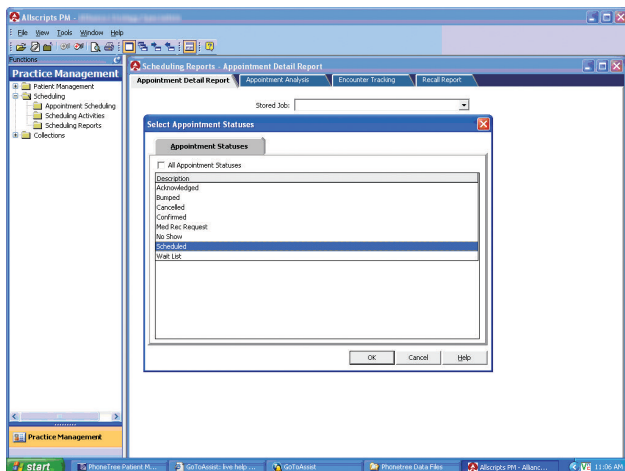 Allscripts PM -
File View Tools Window Help
Functions
Practice Management
Patient Management
Scheduling
Appointment Scheduling
Scheduling Activities
Scheduling Reports
Collections
Practice Management
Scheduling Reports - Appointment Detail Report
Appointment Detail Report Appointment Analysis Encounter Tracking Recall Report
Stored Job:
Select Appointment Statuses
Appointment Statuses
All Appointment Statuses
Description
Acknowledged
Bumped
Cancelled
Confirmed
Med Rec Request
No Show
Scheduled
Wait List
OK Cancel Help
start PhoneTree Patient M... GoToAssist: live help ... GoToAssist Phonetree Data Files Allscripts PM - Allianc... 11:06 AM